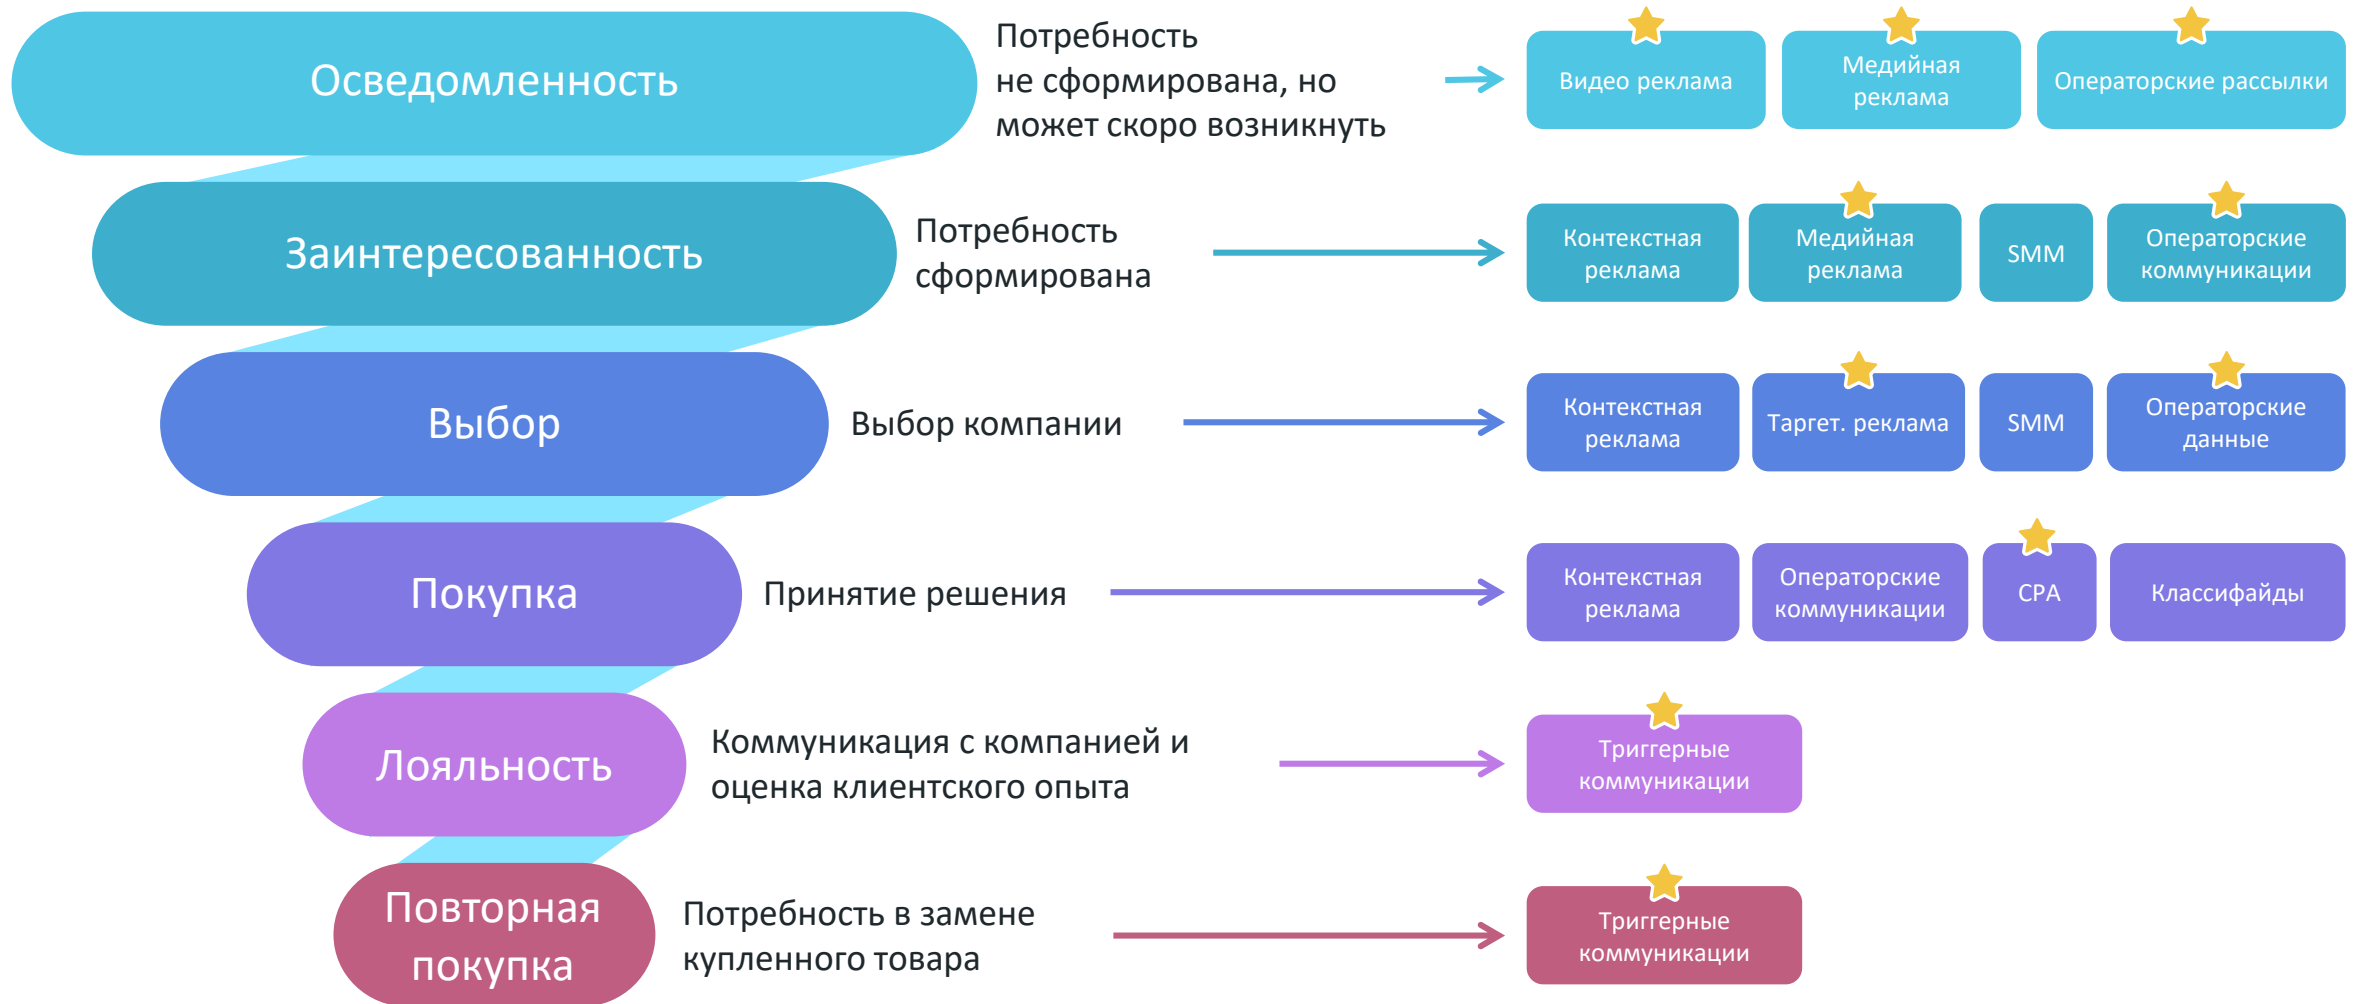 Осведомленность
Потребность
не сформирована, но
может скоро возникнуть
Видео реклама
Медийная
реклама
Операторские рассылки
Заинтересованность
Потребность
сформирована
Контекстная
реклама
Медийная
реклама
SMM
Операторские
коммуникации
Выбор
Выбор компании
Контекстная
реклама
Таргет. реклама
SMM
Операторские
данные
Покупка
Принятие решения
Контекстная
реклама
Операторские
коммуникации
CPA
Классифайды
Лояльность
Коммуникация с компанией и
оценка клиентского опыта
Триггерные
коммуникации
Повторная
покупка
Потребность в замене
купленного товара
Триггерные
коммуникации